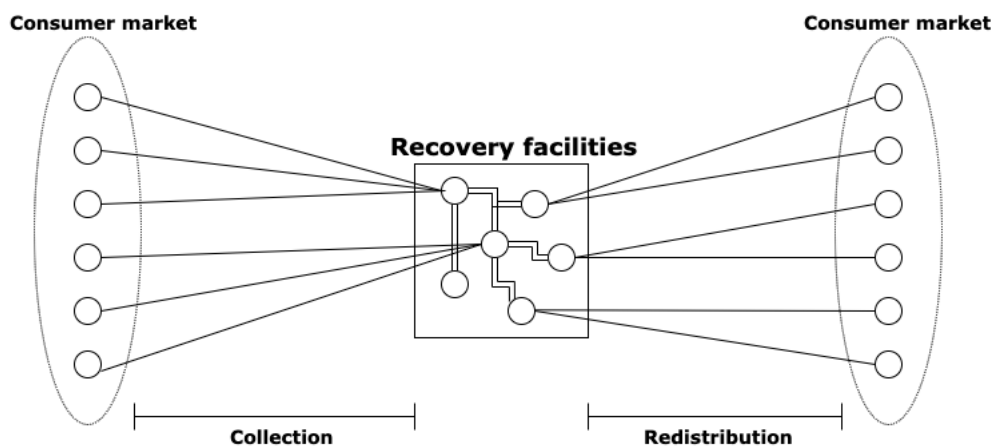 Consumer market
Consumer market
Recovery facilities
Collection
Redistribution